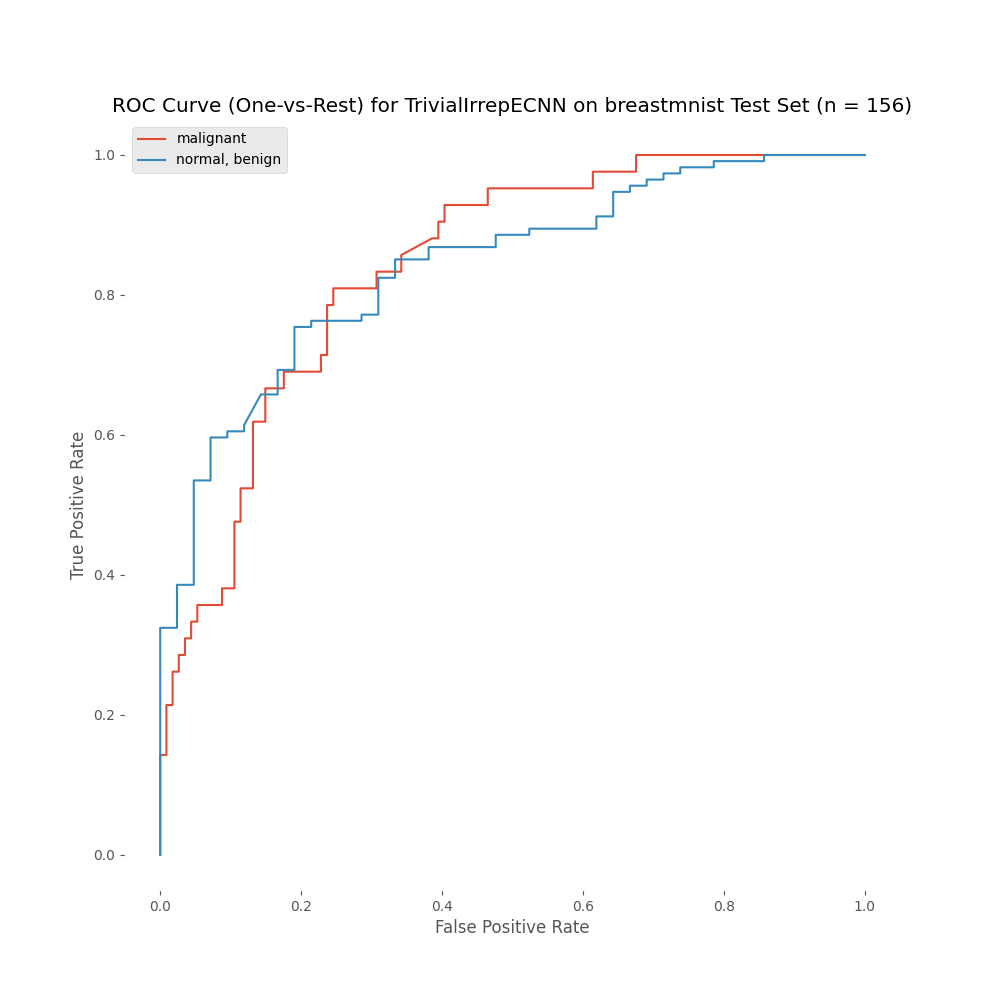 ROC Curve (One-vs-Rest) for TrivialIrrepECNN on breastmnist Test Set (n = 156)
malignant
normal, benign
1.0
0.8
0.6
0.4
0.2
0.0
True Positive Rate
0.0 0.2 0.4 0.6 0.8 1.0
False Positive Rate